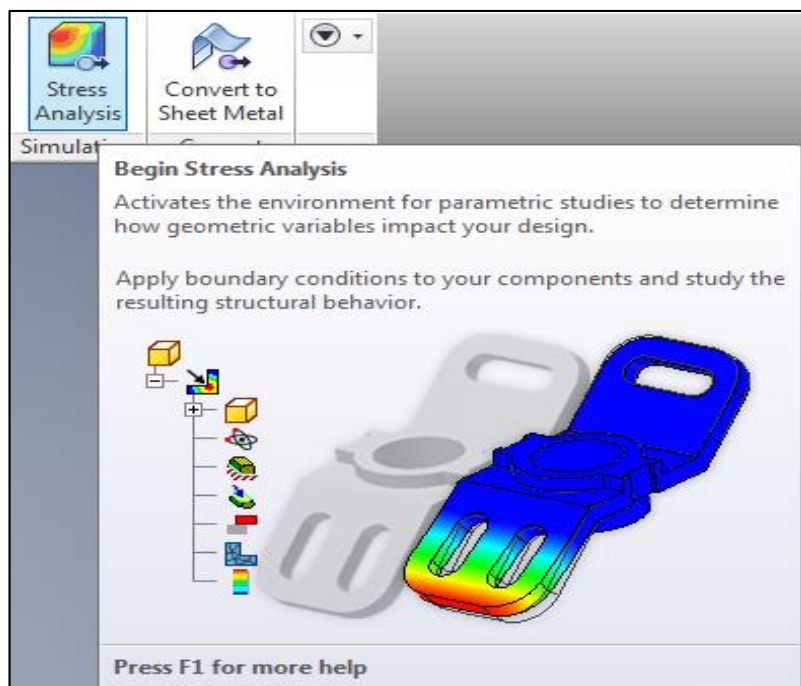 Stress
Analysis
Convert to
Sheet Metal
Begin Stress Analysis
Activates the environment for parametric studies to determine
how geometric variables impact your design.
Apply boundary conditions to your components and study the
resulting structural behavior.
Press F1 for more help